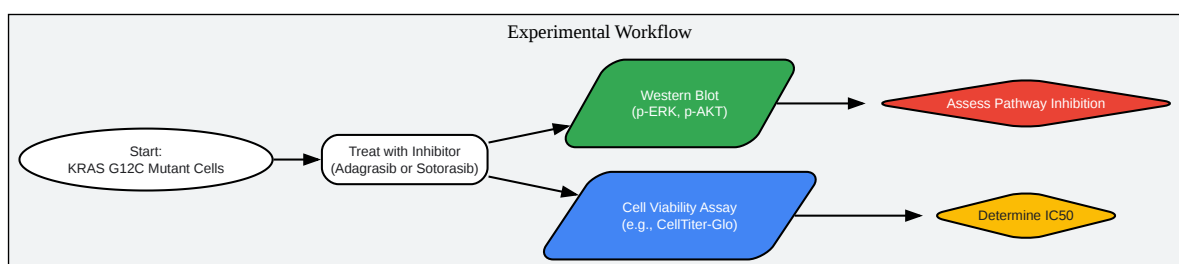 Experimental Workflow
Start:
KRAS G12C Mutant Cells
Treat with Inhibitor
(Adagrasib or Sotorasib)
Western Blot
(p-ERK, p-AKT)
Assess Pathway Inhibition
Cell Viability Assay
(e.g., CellTiter-Glo)
Determine IC50